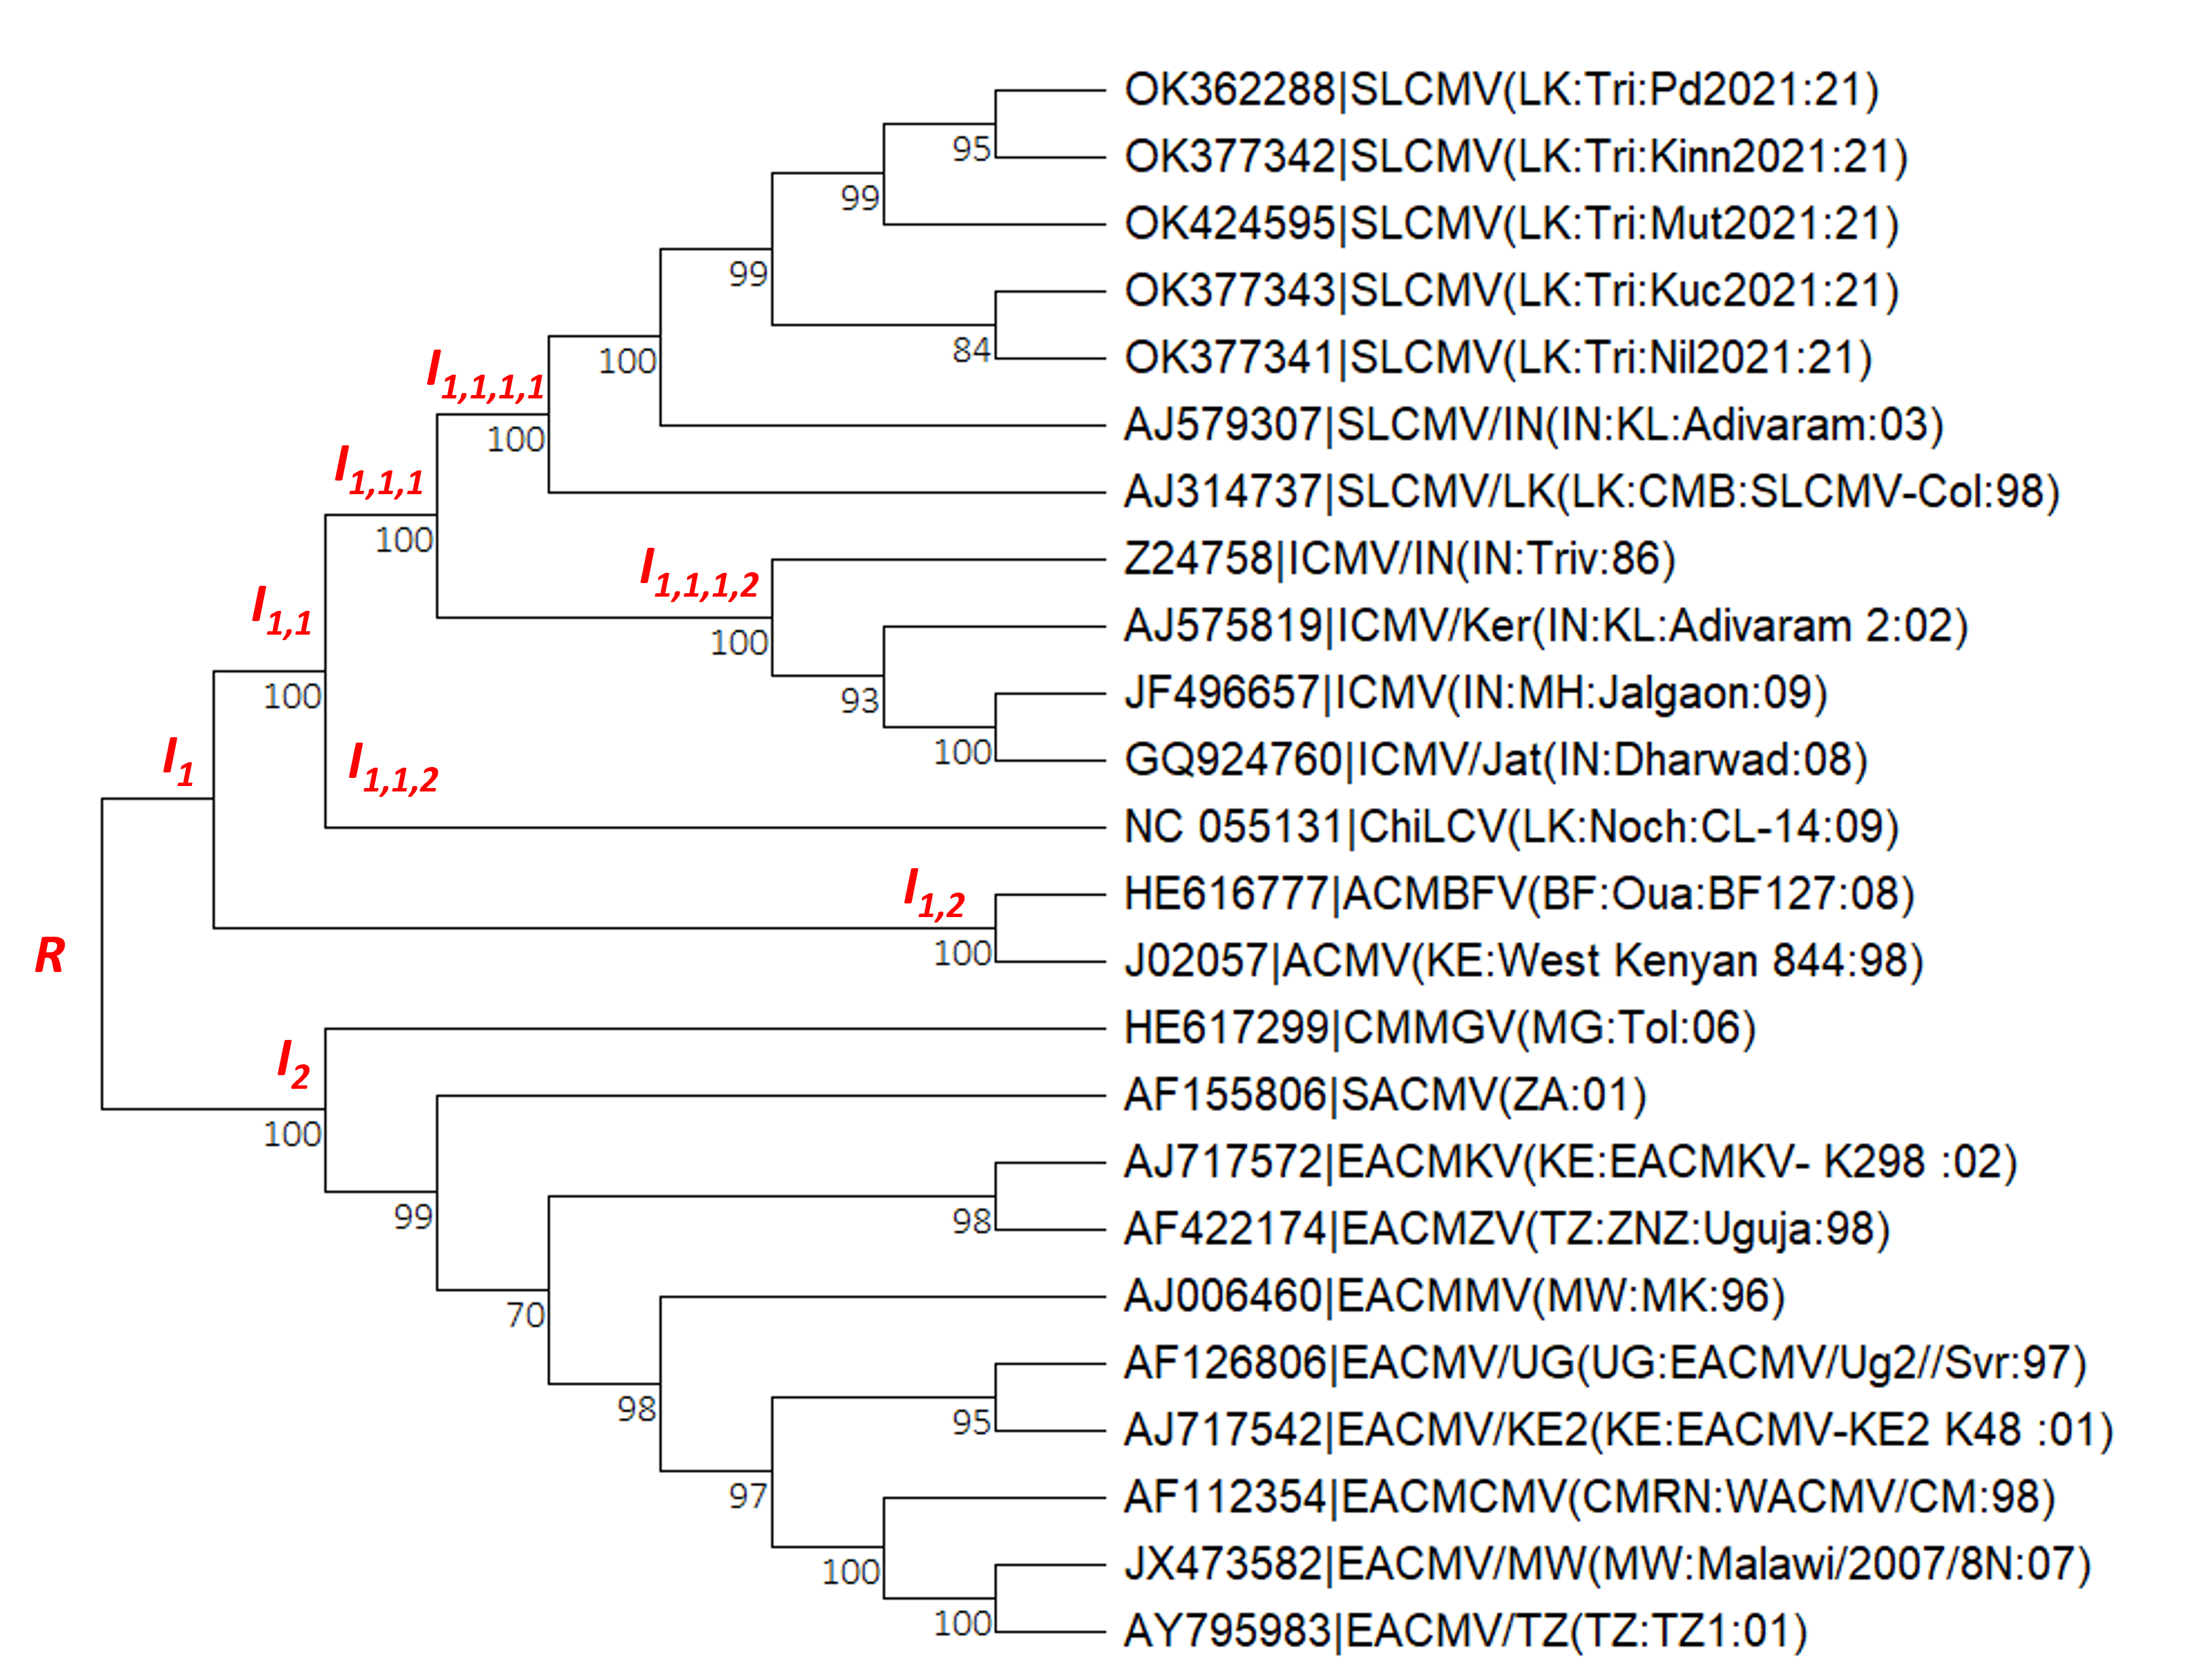 OK362288|SLCMV(LK:Tri:Pd2021:21)
95
OK377342|SLCMV(LK:Tri:Kinn2021:21)
99
OK424595|SLCMV(LK:Tri:Mut2021:21)
99
OK377343|SLCMV(LK:Tri:Kuc2021:21)
84
OK377341|SLCMV(LK:Tri:Nil2021:21)
100
I1,1,1,1
AJ579307|SLCMV/IN(IN:KL:Adivaram:03)
100
I1,1,1
AJ314737|SLCMV/LK(LK:CMB:SLCMV-Col:98)
100
Z24758|ICMV/IN(IN:Triv:86)
I1,1,1,2
I1,1
AJ575819|ICMV/Ker(IN:KL:Adivaram 2:02)
100
JF496657|ICMV(IN:MH:Jalgaon:09)
100
93
GQ924760|ICMV/Jat(IN:Dharwad:08)
100
I1
I1,1,2
NC 055131|ChiLCV(LK:Noch:CL-14:09)
HE616777|ACMBFV(BF:Oua:BF127:08)
I1,2
100
R
J02057|ACMV(KE:West Kenyan 844:98)
HE617299|CMMGV(MG:Tol:06)
I2
AF155806|SACMV(ZA:01)
100
AJ717572|EACMKV(KE:EACMKV- K298 :02)
99
98
AF422174|EACMZV(TZ:ZNZ:Uguja:98)
AJ006460|EACMMV(MW:MK:96)
70
AF126806|EACMV/UG(UG:EACMV/Ug2//Svr:97)
98
95
AJ717542|EACMV/KE2(KE:EACMV-KE2 K48 :01)
97
AF112354|EACMCMV(CMRN:WACMV/CM:98)
100
JX473582|EACMV/MW(MW:Malawi/2007/8N:07)
100
AY795983|EACMV/TZ(TZ:TZ1:01)